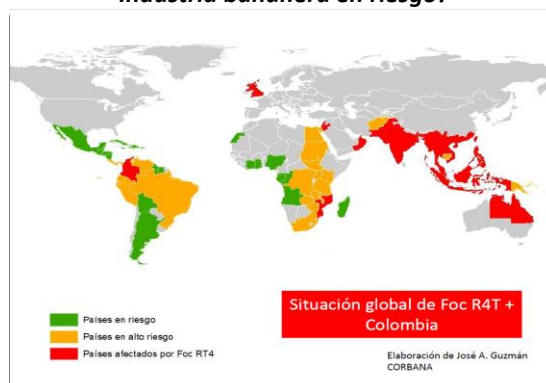 industria bananera en riesgo?
Países en riesgo
Países en alto riesgo
Países afectados por Foc RT4
Situación global de Foc R4T +
Colombia
Elaboración de José A. Guzmán
CORBANA